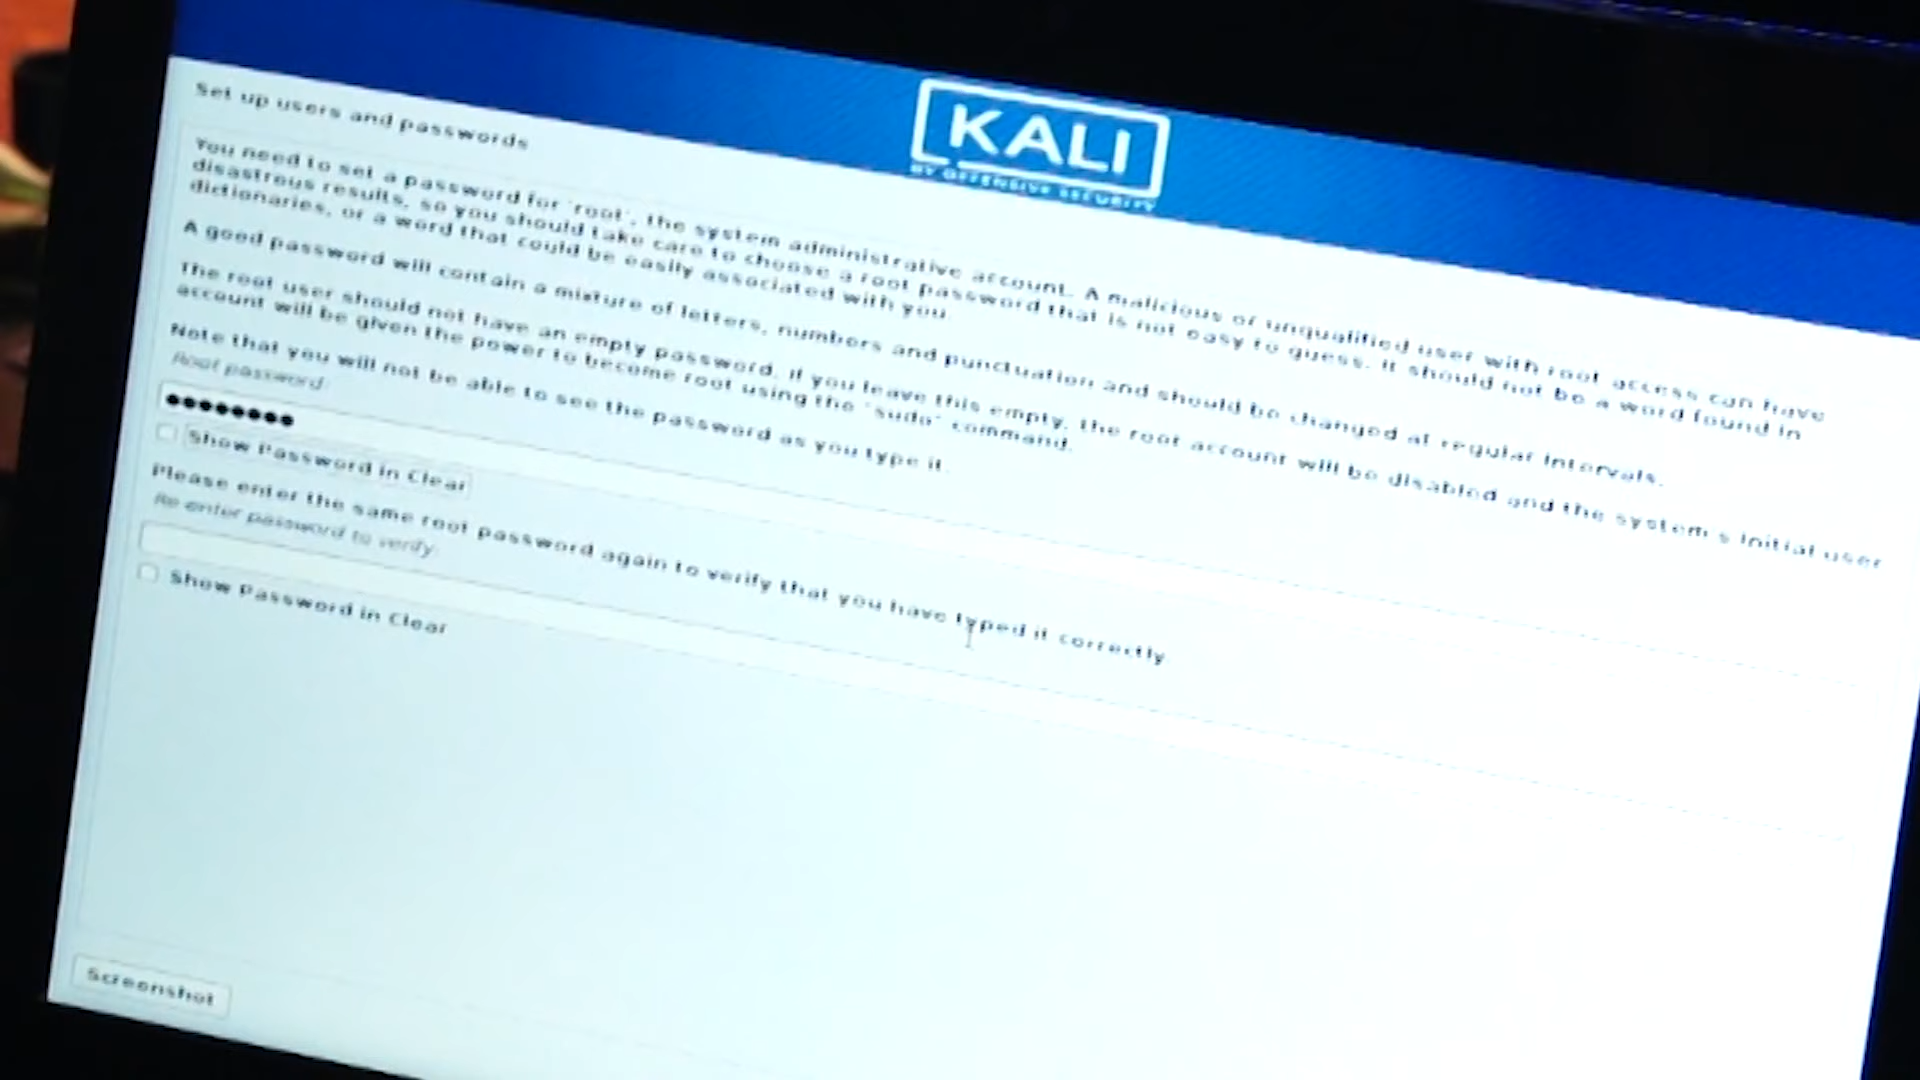 KALI
BY OFFENSIVE SECURITY
Set up users and passwords
You need to set a password for 'root', the system administrative account. A malicious or unqualified user with root access can have
disastrous results, so you should take care to choose a root password that is not easy to guess. It should not be a word found in
dictionaries, or a word that could be easily associated with you.
A good password will contain a mixture of letters, numbers and punctuation and should be changed at regular intervals.
The root user should not have an empty password. If you leave this empty, the root account will be disabled and the system's initial user
account will be given the power to become root using the "sudo" command.
Note that you will not be able to see the password as you type it.
Root password:
●●●●●●●●
Show Password in Clear
Please enter the same root password again to verify that you have typed it correctly.
Re-enter password to verify:
Show Password in Clear
Screenshot